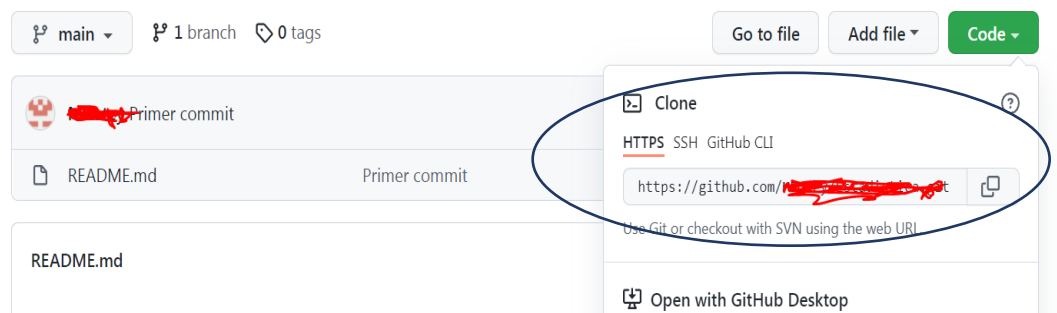 main 1 branch 0 tags Go to file Add file Code
Primer commit
Clone
HTTPS SSH GitHub CLI
README.md Primer commit
https://github.com/
Use Git or checkout with SVN using the web URL.
README.md
Open with GitHub Desktop